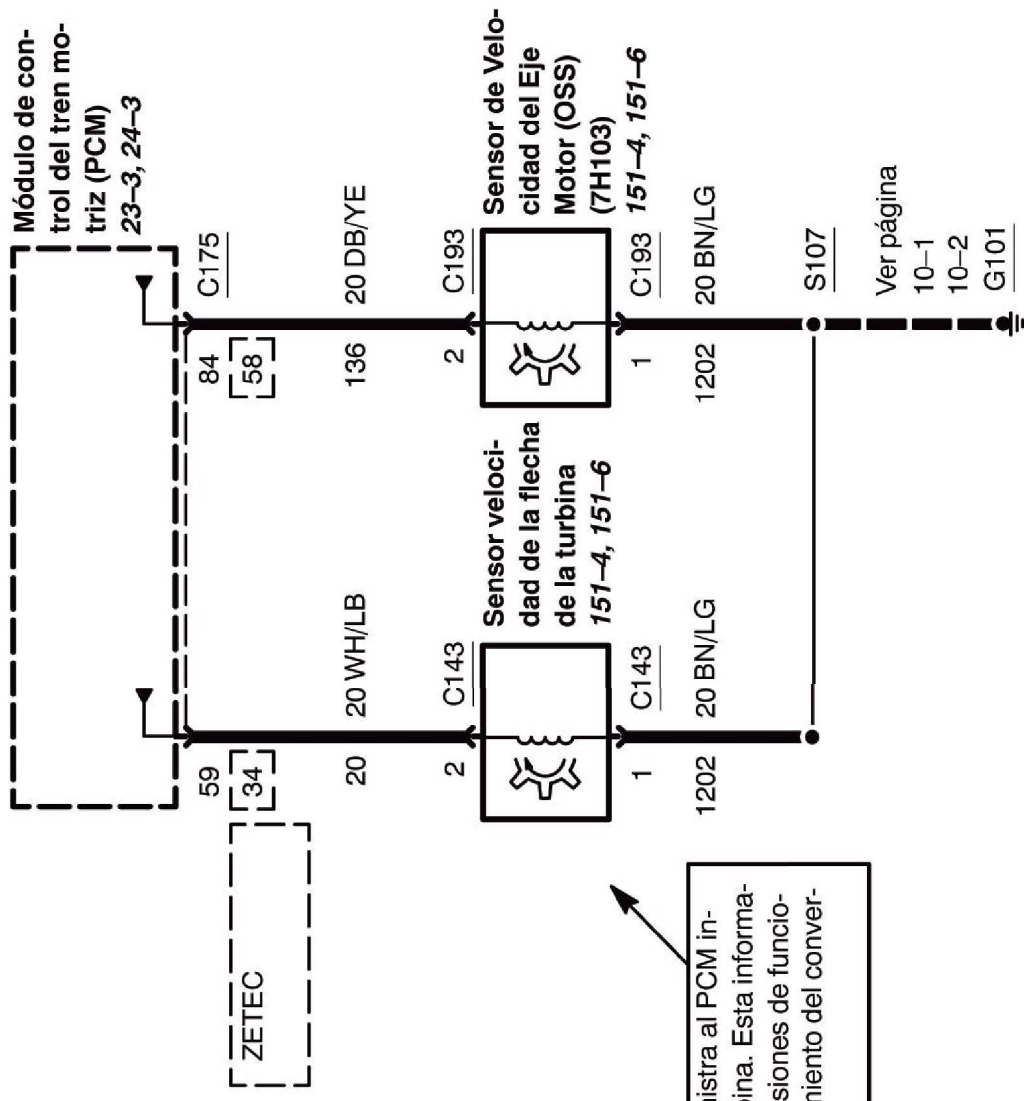 Módulo de con-
trol del tren mo-
triz (PCM)
23–3, 24–3
59
34
ZETEC
84
58
C175
20
20 WH/LB
136
20 DB/YE
2
C143
2
C193
Sensor veloci-
dad de la flecha
de la turbina
151–4, 151–6
Sensor de Velo-
cidad del Eje
Motor (OSS)
(7H103)
151–4, 151–6
1
C143
1
C193
1202
20 BN/LG
1202
20 BN/LG
S107
Ver página
10–1
10–2
G101
al PCM in-
Esta informa-
de funcio-
del conver-